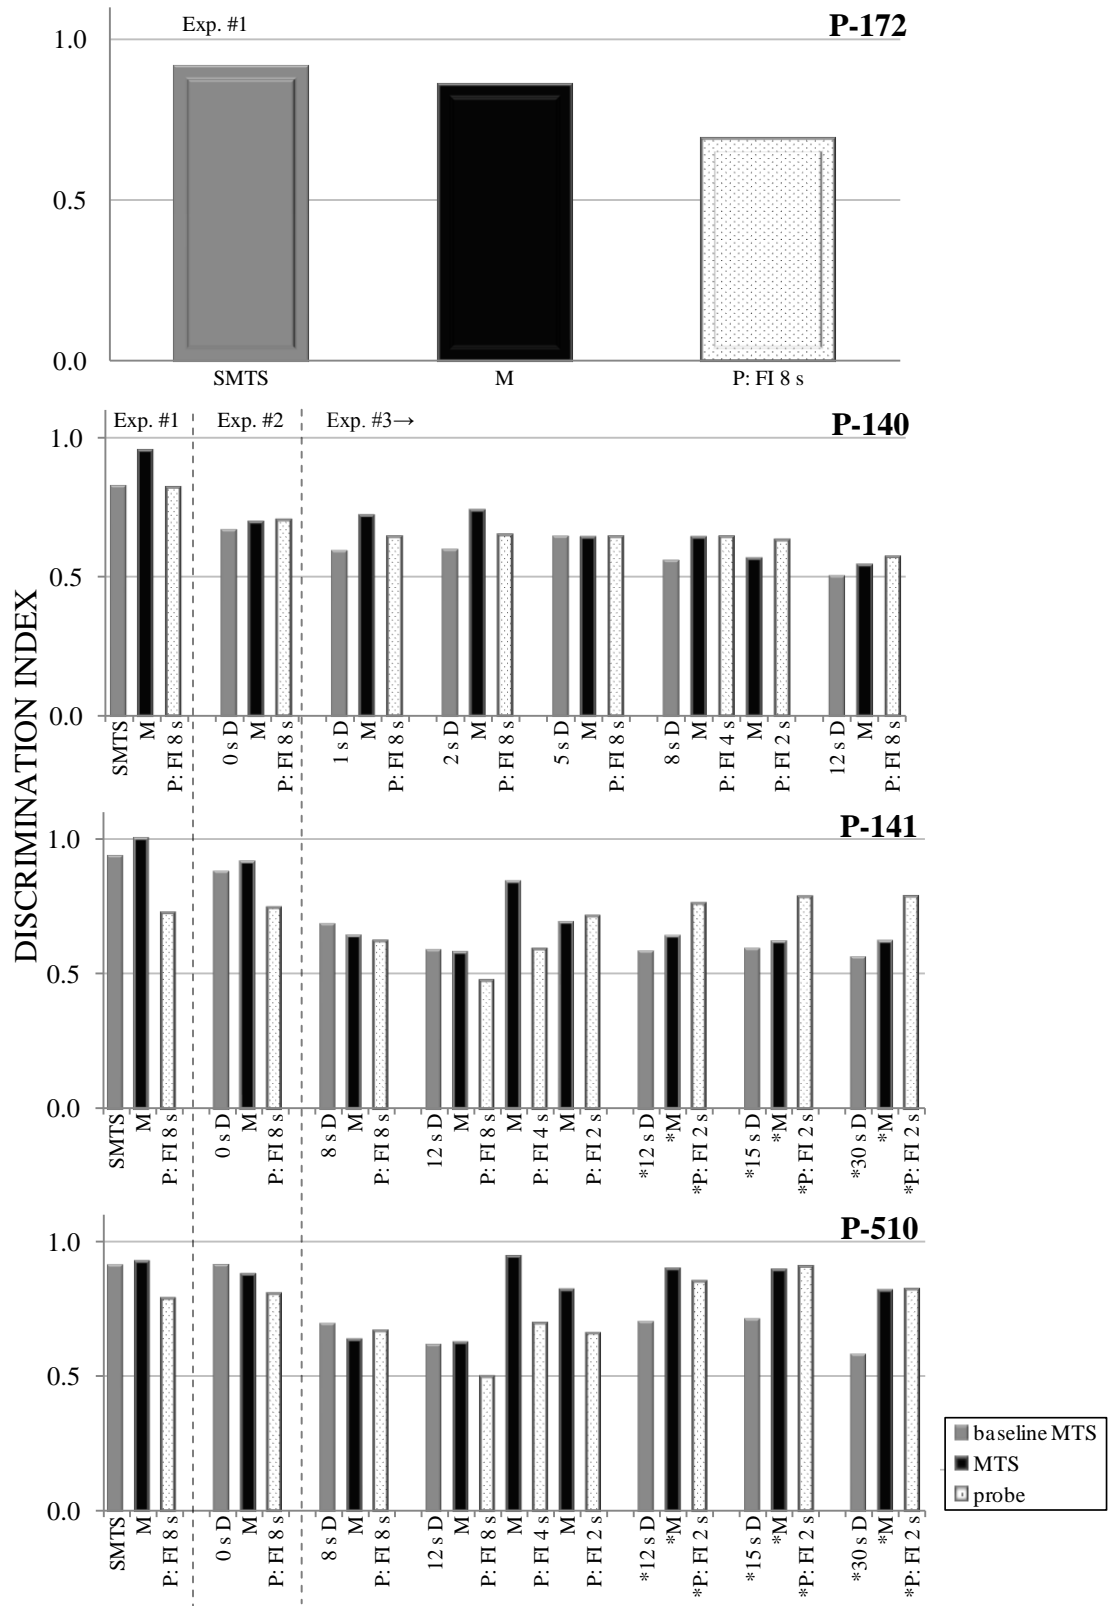 Exp. #1
P-172
1.0
0.5
0.0
SMTS M P: FI 8 s
DISCRIMINATION INDEX
Exp. #1 Exp. #2 Exp. #3→
P-140
1.0
0.5
0.0
SMTS M P: FI 8 s 0 s D M P: FI 8 s 1 s D M P: FI 8 s 2 s D M P: FI 8 s 5 s D M P: FI 8 s 8 s D M P: FI 4 s M P: FI 2 s 12 s D M P: FI 8 s
P-141
1.0
0.5
0.0
SMTS M P: FI 8 s 0 s D M P: FI 8 s 8 s D M P: FI 8 s 12 s D M P: FI 8 s M P: FI 4 s M P: FI 2 s *12 s D *M *P: FI 2 s *15 s D *M *P: FI 2 s *30 s D *M *P: FI 2 s
P-510
1.0
0.5
0.0
SMTS M P: FI 8 s 0 s D M P: FI 8 s 8 s D M P: FI 8 s 12 s D M P: FI 8 s M P: FI 4 s M P: FI 2 s *12 s D *M *P: FI 2 s *15 s D *M *P: FI 2 s *30 s D *M *P: FI 2 s
baseline MTS
MTS
probe